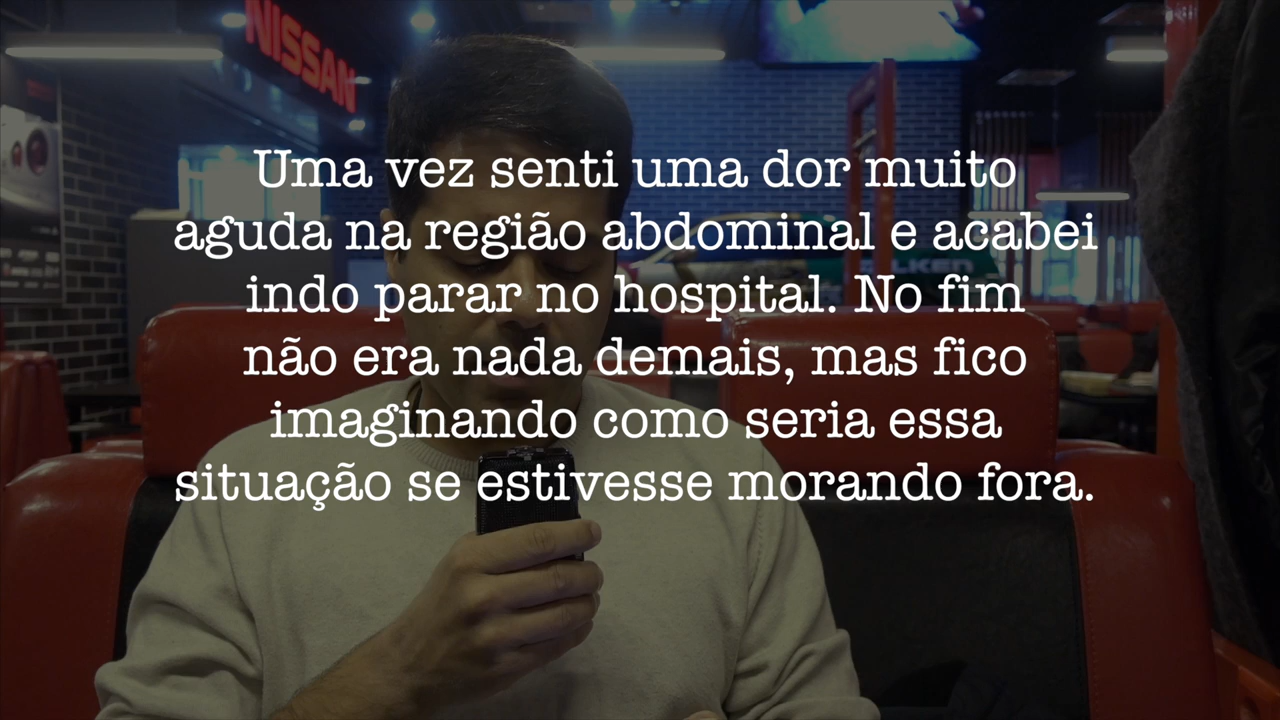 NISSAN
Uma vez senti uma dor muito
aguda na região abdominal e acabei
indo parar no hospital. No fim
não era nada demais, mas fico
imaginando como seria essa
situação se estivesse morando fora.